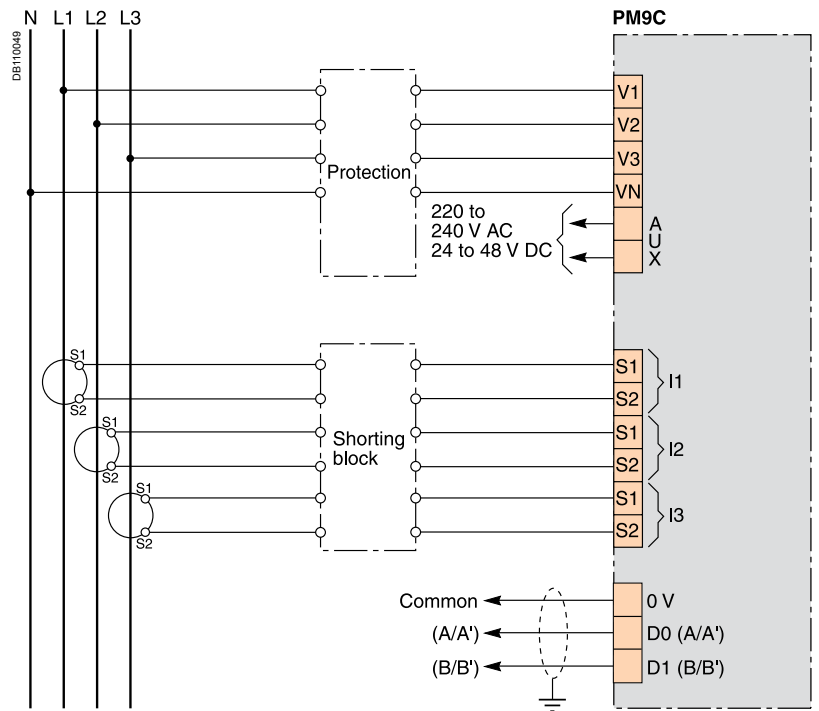 N L1 L2 L3
PM9C
DB110049
V1
V2
V3
Protection
VN
220 to
240 V AC
24 to 48 V DC
A
U
X
S1
S2
S1
S2
S1
S2
Shorting
block
S1
S2
I1
S1
S2
I2
S1
S2
I3
Common
0 V
(A/A')
D0 (A/A')
(B/B')
D1 (B/B')